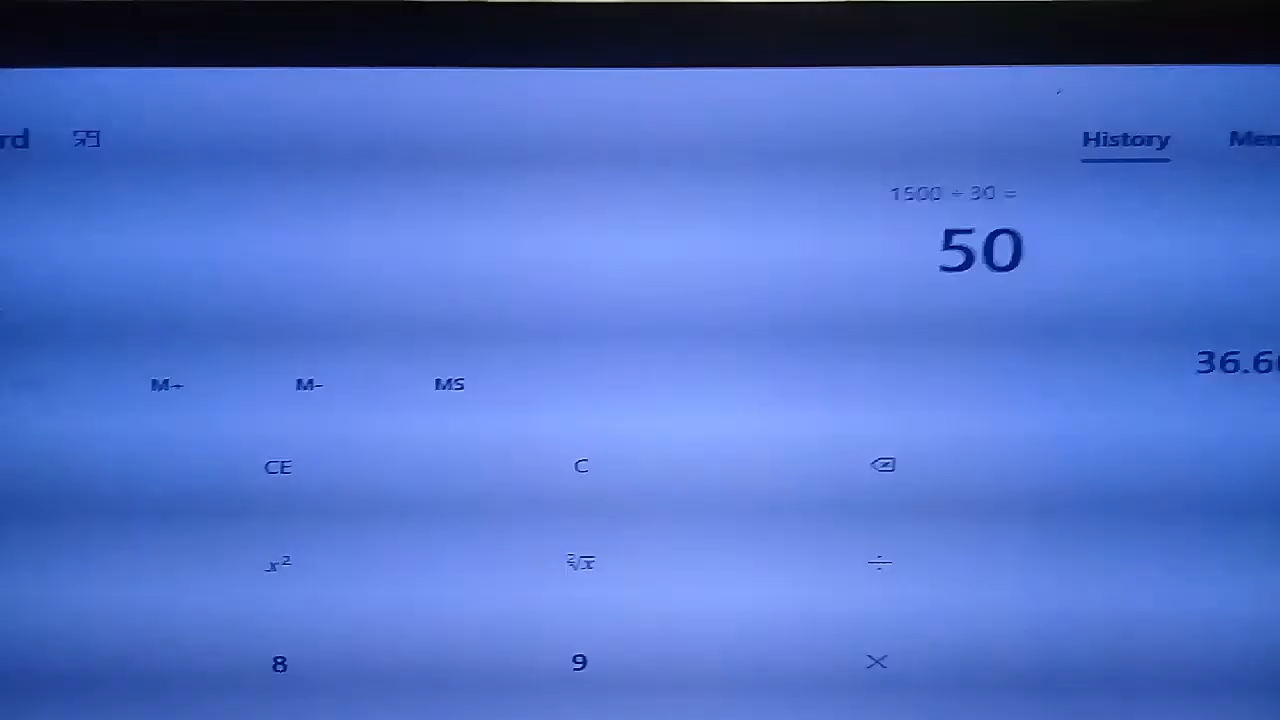 rd
History Mem
1500 ÷ 30 =
50
36.6
M+ M- MS
CE C
x² ²√x ÷
8 9 ×